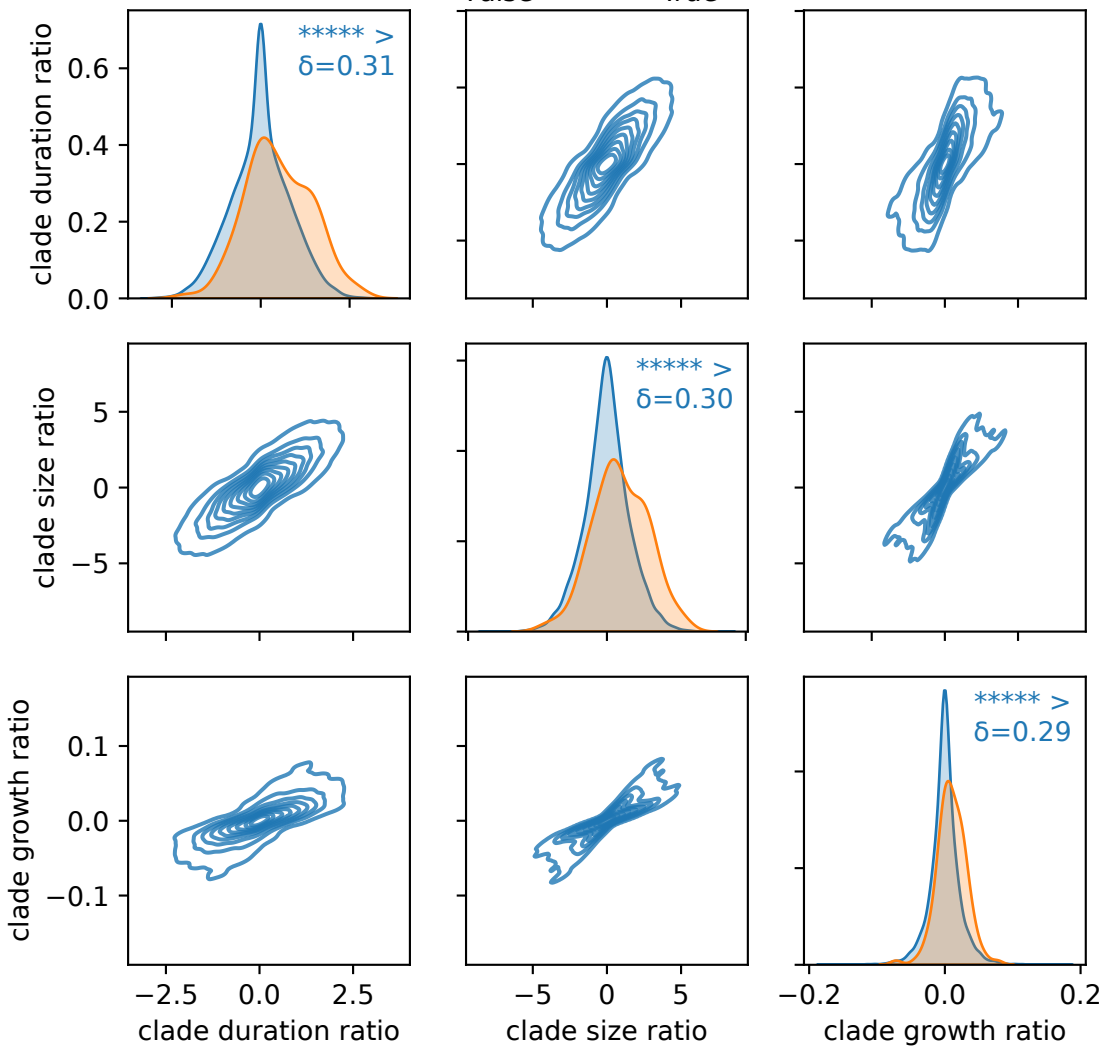 ***** >
δ=0.31
clade duration ratio
0.6
0.4
0.2
0.0
***** >
δ=0.30
clade size ratio
5
0
−5
***** >
δ=0.29
clade growth ratio
0.1
0.0
−0.1
−2.5 0.0 2.5
−5 0 5
−0.2 0.0 0.2
clade duration ratio
clade size ratio
clade growth ratio